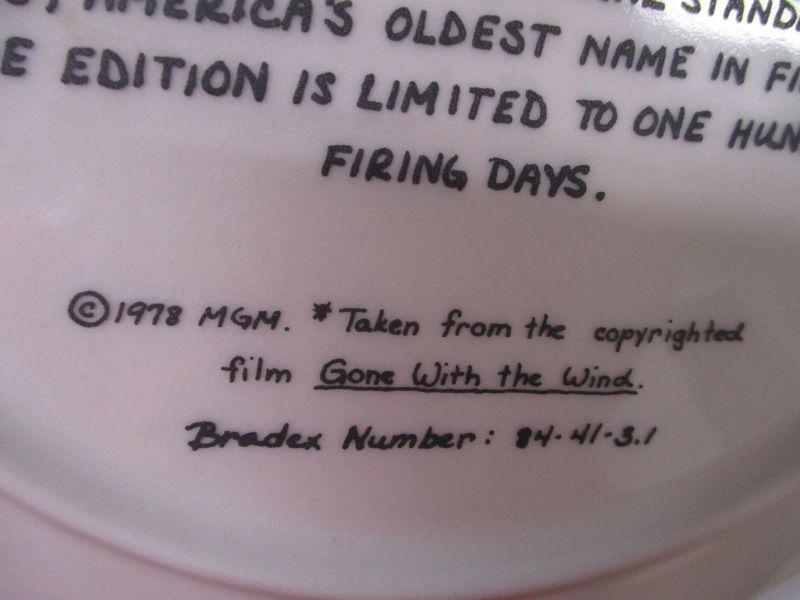 AMERICA'S OLDEST NAME IN
EDITION IS LIMITED TO ONE
FIRING DAYS.
©1978 MGM. *Taken from the copyrighted
film Gone With the Wind.
Bradex Number: 84-41-3.1